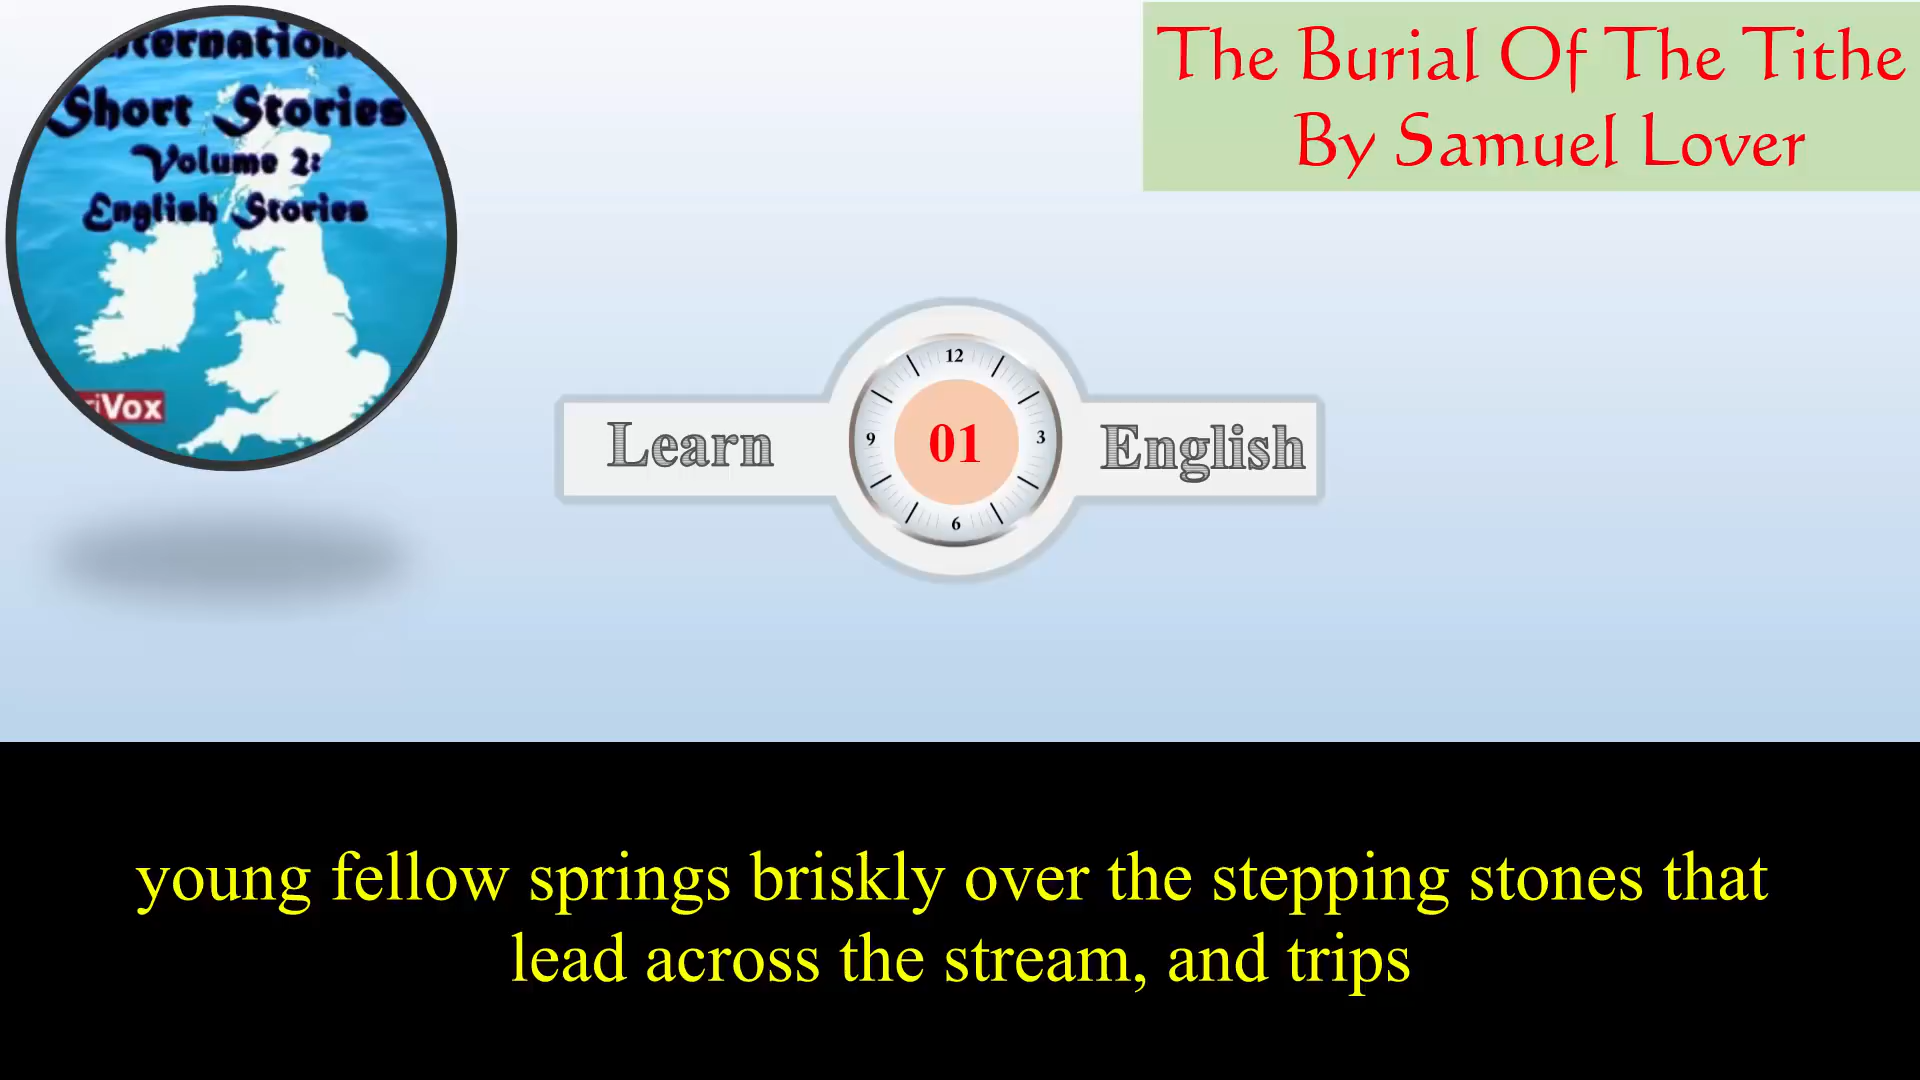 Short Stories
Volume 2:
English Stories
Vox
The Burial Of The Tithe
By Samuel Lover
Learn
12
9
01
3
6
English
young fellow springs briskly over the stepping stones that
lead across the stream, and trips